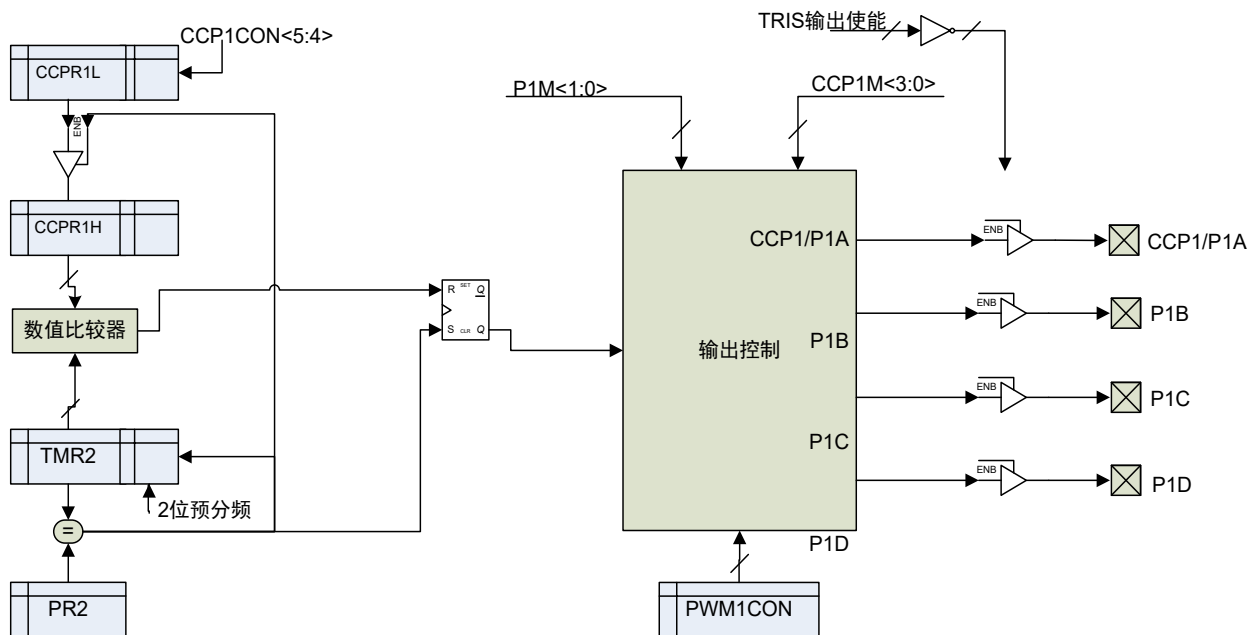 TRIS输出使能
CCP1CON<5:4>
CCPR1L
P1M<1:0>
CCP1M<3:0>
ENB
CCPR1H
CCP1/P1A
ENB
CCP1/P1A
R
SET
Q
S
CLR
Q
数值比较器
输出控制
P1B
ENB
P1B
P1C
ENB
P1C
TMR2
2位预分频
ENB
P1D
=
P1D
PR2
PWM1CON